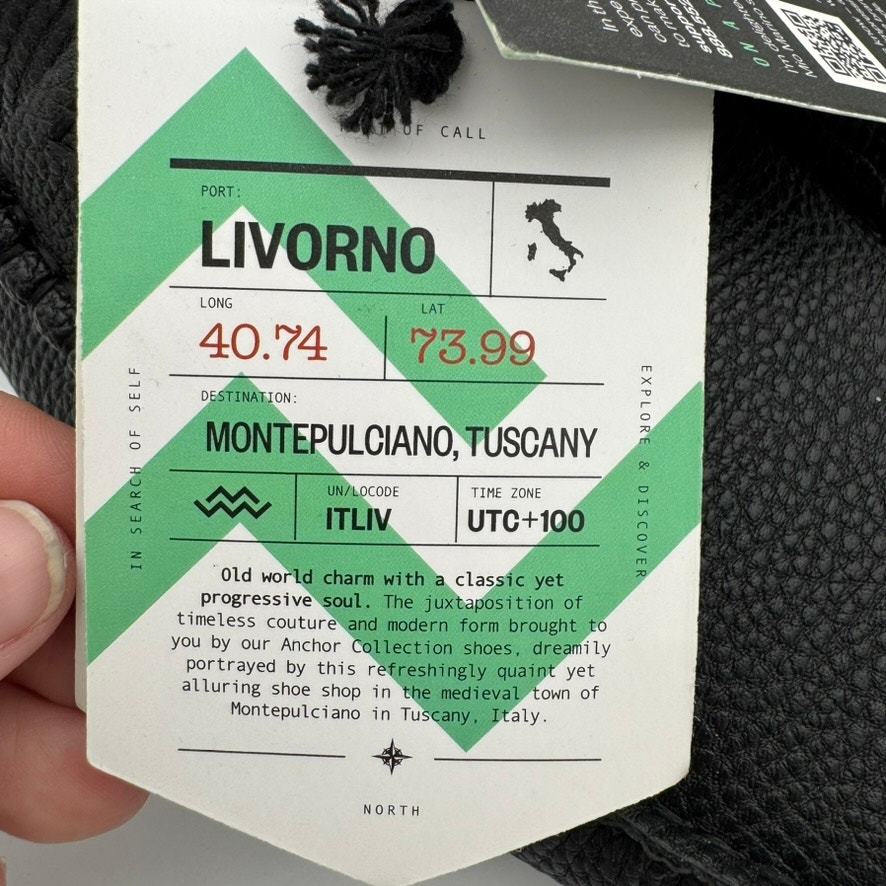 OF CALL
PORT:
LIVORNO
LONG
LAT
40.74
73.99
DESTINATION:
MONTEPULCIANO, TUSCANY
UN/LOCODE
TIME ZONE
ITLIV
UTC+100
IN SEARCH OF SELF
EXPLORE & DISCOVER
Old world charm with a classic yet
progressive soul. The juxtaposition of
timeless couture and modern form brought to
you by our Anchor Collection shoes, dreamily
portrayed by this refreshingly quaint yet
alluring shoe shop in the medieval town of
Montepulciano in Tuscany, Italy.
NORTH
In th
ON A